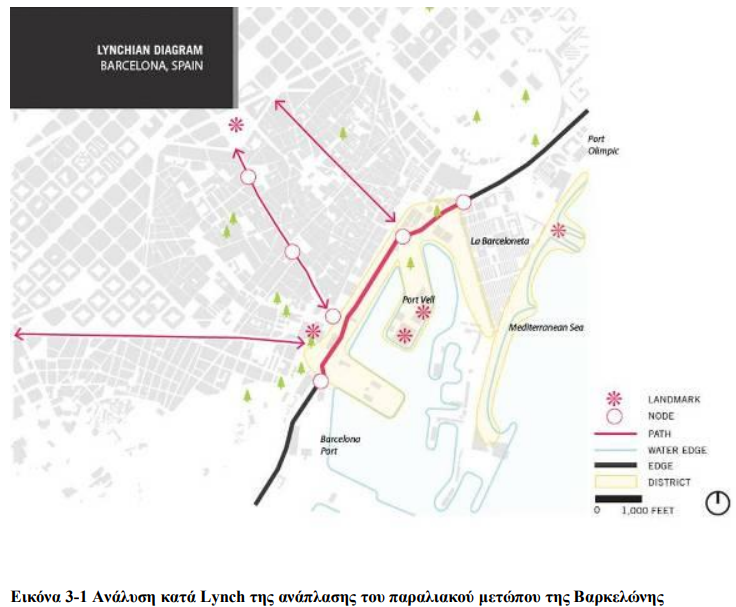 LYNCHIAN DIAGRAM
BARCELONA, SPAIN
Port
Olimpic
La Barceloneta
Port Vell
Mediterranean Sea
Barcelona
Port
LANDMARK
NODE
PATH
WATER EDGE
EDGE
DISTRICT
0 1,000 FEET
Εικόνα 3-1 Ανάλυση κατά Lynch της ανάπλασης του παραλιακού μετώπου της Βαρκελώνης